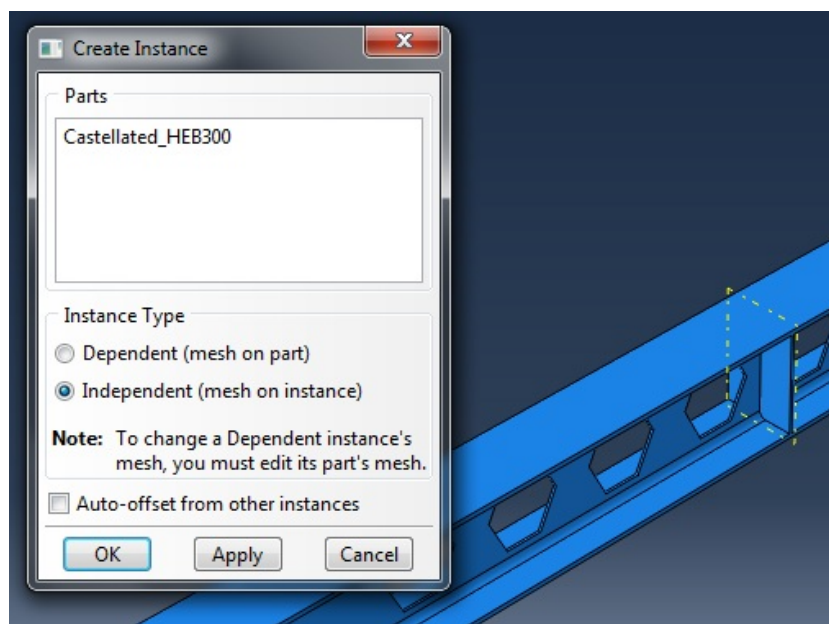 Create Instance
Parts
Castellated_HEB300
Instance Type
Dependent (mesh on part)
Independent (mesh on instance)
Note: To change a Dependent instance's
mesh, you must edit its part's mesh.
Auto-offset from other instances
OK Apply Cancel